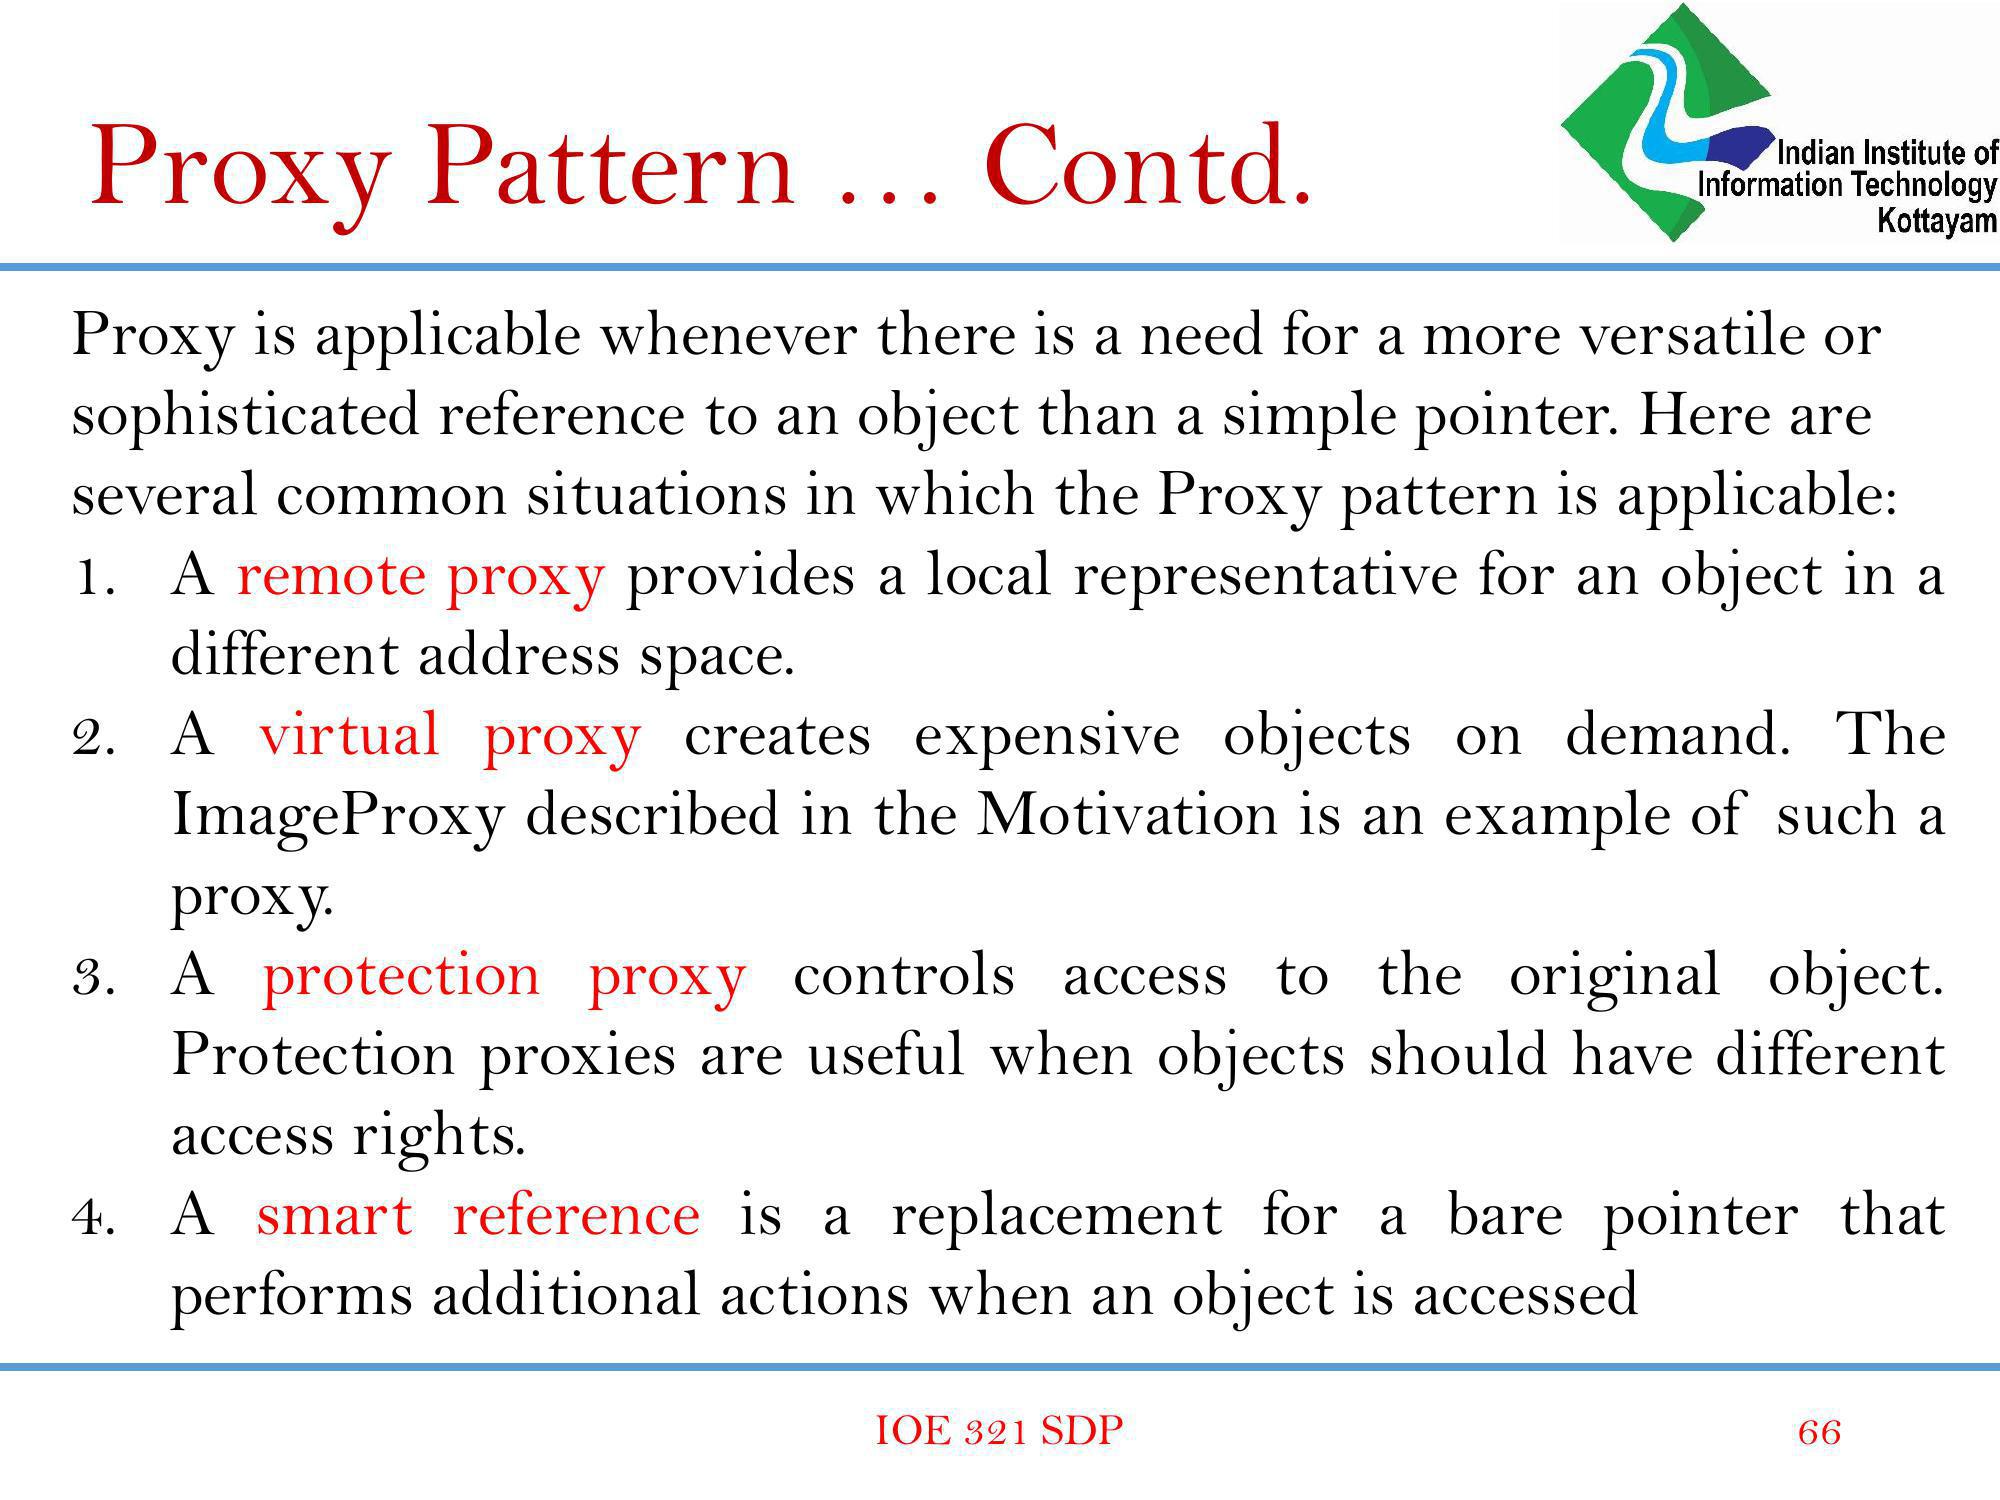 Proxy Pattern … Contd.
Indian Institute of
Information Technology
Kottayam
Proxy is applicable whenever there is a need for a more versatile or
sophisticated reference to an object than a simple pointer. Here are
several common situations in which the Proxy pattern is applicable:
1. A remote proxy provides a local representative for an object in a
different address space.
2. A virtual proxy creates expensive objects on demand. The
ImageProxy described in the Motivation is an example of such a
proxy.
3. A protection proxy controls access to the original object.
Protection proxies are useful when objects should have different
access rights.
4. A smart reference is a replacement for a bare pointer that
performs additional actions when an object is accessed
IOE 321 SDP
66